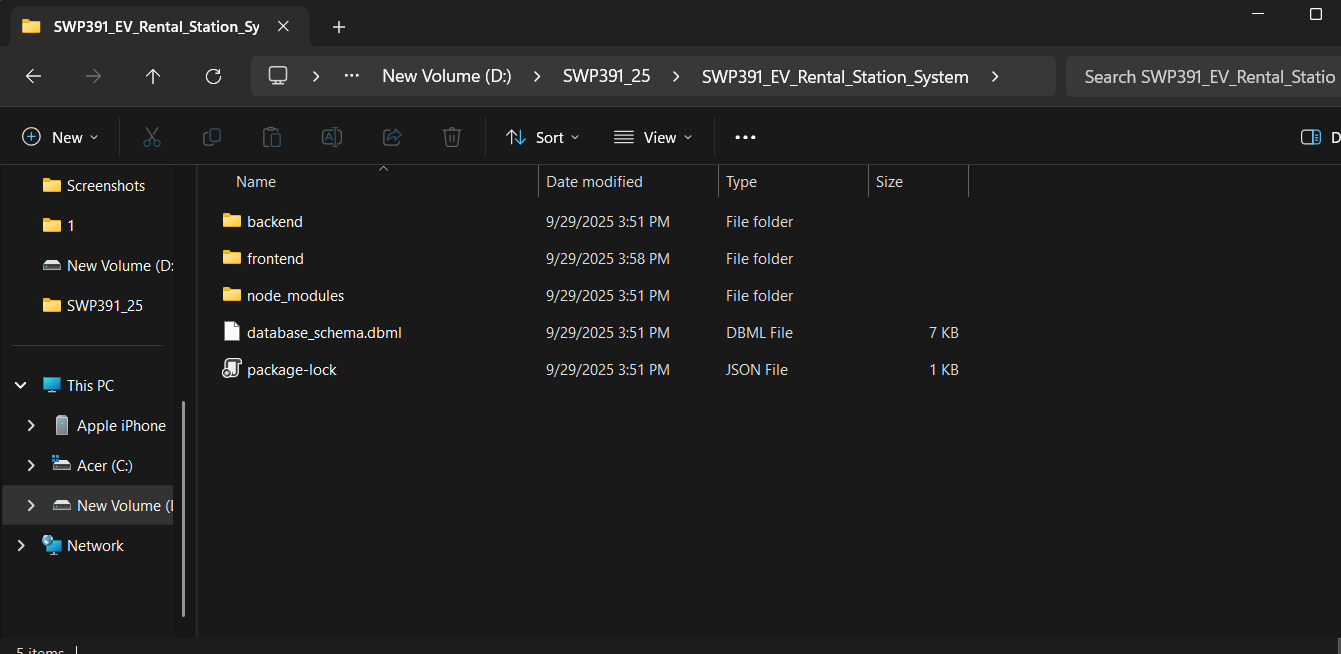 SWP391_EV_Rental_Station_Sy
New Volume (D:) SWP391_25 SWP391_EV_Rental_Station_System Search SWP391_EV_Rental_Statio
New Sort View D
Screenshots
1
New Volume (D:
SWP391_25
This PC
Apple iPhone
Acer (C:)
New Volume (
Network
Name Date modified Type Size
backend 9/29/2025 3:51 PM File folder
frontend 9/29/2025 3:58 PM File folder
node_modules 9/29/2025 3:51 PM File folder
database_schema.dbml 9/29/2025 3:51 PM DBML File 7 KB
package-lock 9/29/2025 3:51 PM JSON File 1 KB
5 items